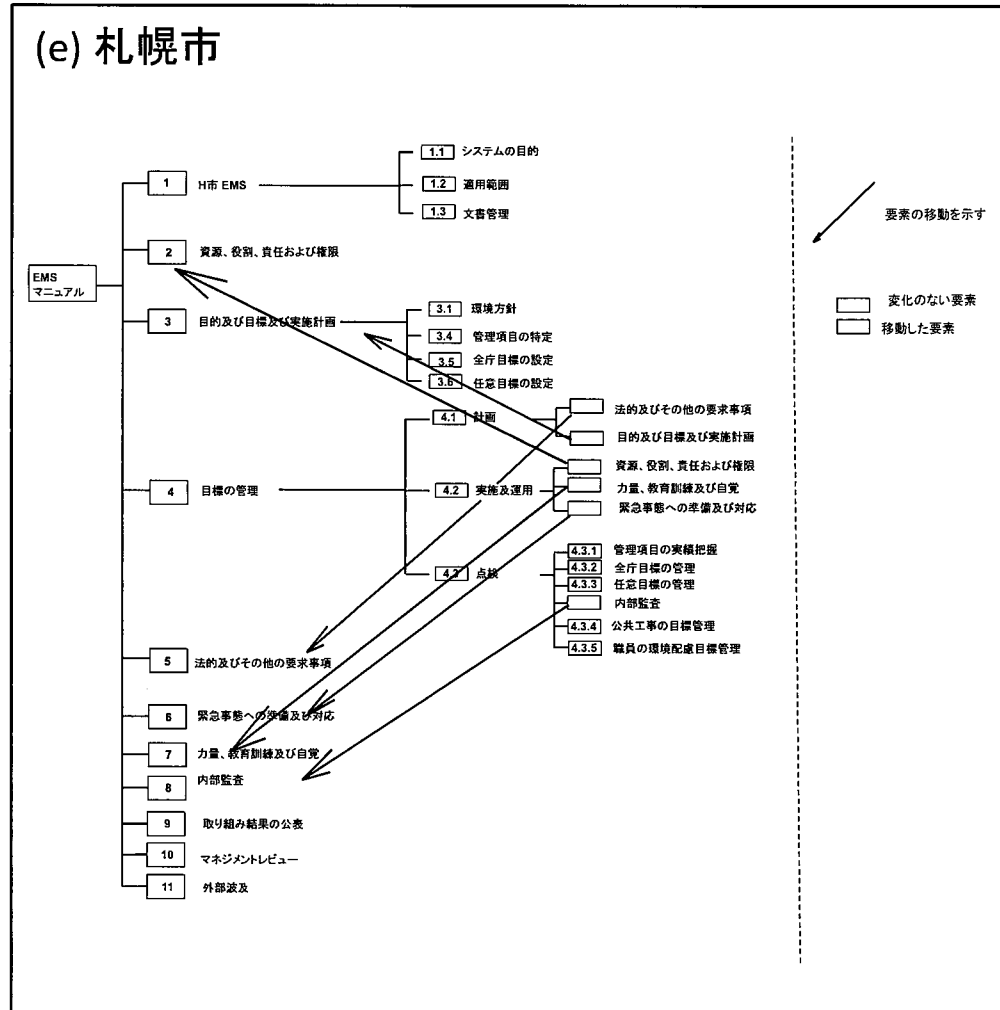 (e) 札幌市
1.1 システムの目的
1 H市 EMS
1.2 適用範囲
1.3 文書管理
2 資源、役割、責任および権限
EMS
マニュアル
3 目的及び目標及び実施計画
3.1 環境方針
3.4 管理項目の特定
3.5 全庁目標の設定
3.6 任意目標の設定
4.1 計画
法的及びその他の要求事項
目的及び目標及び実施計画
4 目標の管理
4.2 実施及運用
資源、役割、責任および権限
力量、教育訓練及び自覚
緊急事態への準備及び対応
4.3 点検
4.3.1 管理項目の実績把握
4.3.2 全庁目標の管理
4.3.3 任意目標の管理
内部監査
4.3.4 公共工事の目標管理
4.3.5 職員の環境配慮目標管理
5 法的及びその他の要求事項
6 緊急事態への準備及び対応
7 力量、教育訓練及び自覚
8 内部監査
9 取り組み結果の公表
10 マネジメントレビュー
11 外部波及
要素の移動を示す
変化のない要素
移動した要素